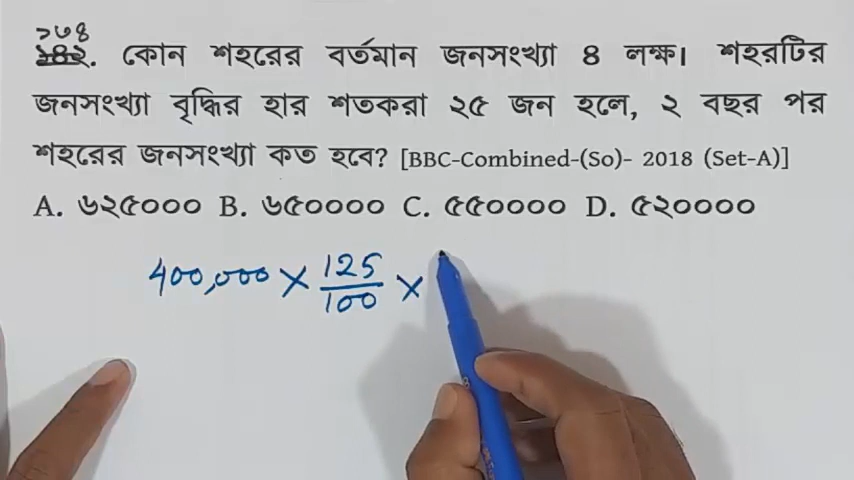 ১৩৪
১৪২. কোন শহরের বর্তমান জনসংখ্যা 8 লক্ষ। শহরটির
জনসংখ্যা বৃদ্ধির হার শতকরা ২৫ জন হলে, ২ বছর পর
শহরের জনসংখ্যা কত হবে? [BBC-Combined-(So)- 2018 (Set-A)]
A. ৬২৫০০০ B. ৬৫০০০০ C. ৫৫০০০০ D. ৫২০০০০
400,000 × 125/100 ×